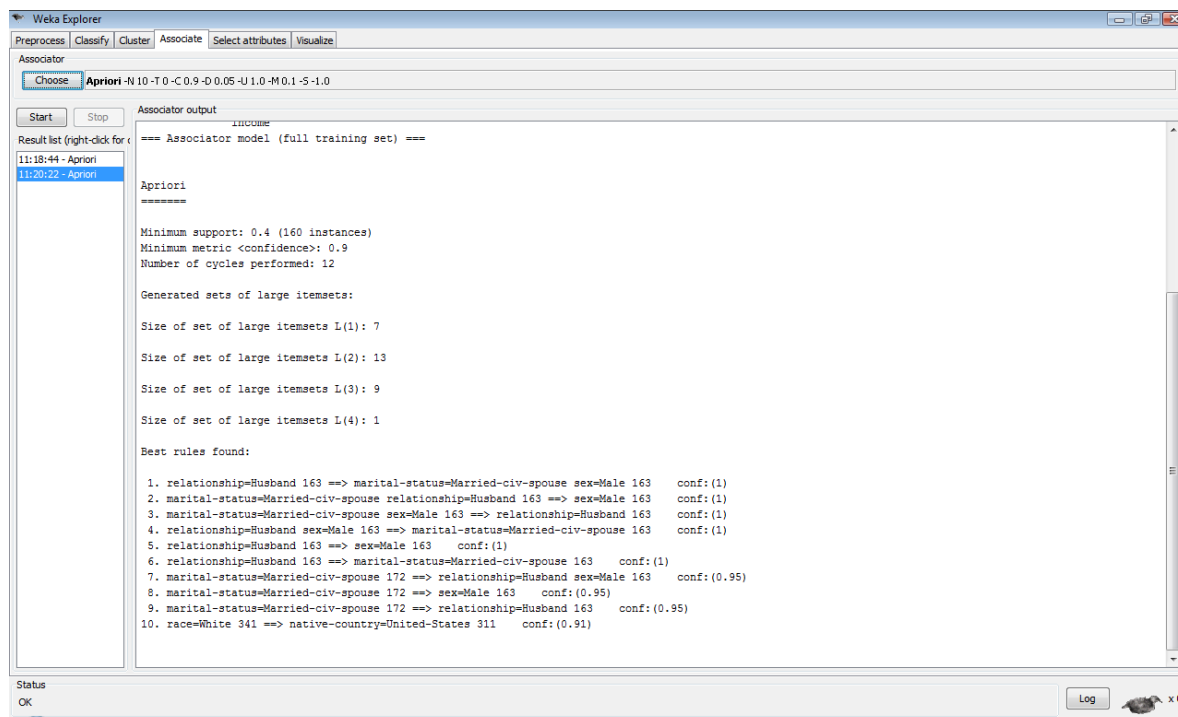 Weka Explorer
Preprocess Classify Cluster Associate Select attributes Visualize
Associator
Choose Apriori -N 10 -T 0 -C 0.9 -D 0.05 -U 1.0 -M 0.1 -S -1.0
Start Stop
Result list (right-click for
11:18:44 - Apriori
11:20:22 - Apriori
Associator output
Income
=== Associator model (full training set) ===
Apriori
=======
Minimum support: 0.4 (160 instances)
Minimum metric <confidence>: 0.9
Number of cycles performed: 12
Generated sets of large itemsets:
Size of set of large itemsets L(1): 7
Size of set of large itemsets L(2): 13
Size of set of large itemsets L(3): 9
Size of set of large itemsets L(4): 1
Best rules found:
1. relationship=Husband 163 ==> marital-status=Married-civ-spouse sex=Male 163 conf:(1)
2. marital-status=Married-civ-spouse relationship=Husband 163 ==> sex=Male 163 conf:(1)
3. marital-status=Married-civ-spouse sex=Male 163 ==> relationship=Husband 163 conf:(1)
4. relationship=Husband sex=Male 163 ==> marital-status=Married-civ-spouse 163 conf:(1)
5. relationship=Husband 163 ==> sex=Male 163 conf:(1)
6. relationship=Husband 163 ==> marital-status=Married-civ-spouse 163 conf:(1)
7. marital-status=Married-civ-spouse 172 ==> relationship=Husband sex=Male 163 conf:(0.95)
8. marital-status=Married-civ-spouse 172 ==> sex=Male 163 conf:(0.95)
9. marital-status=Married-civ-spouse 172 ==> relationship=Husband 163 conf:(0.95)
10. race=White 341 ==> native-country=United-States 311 conf:(0.91)
Status
OK
Log
x